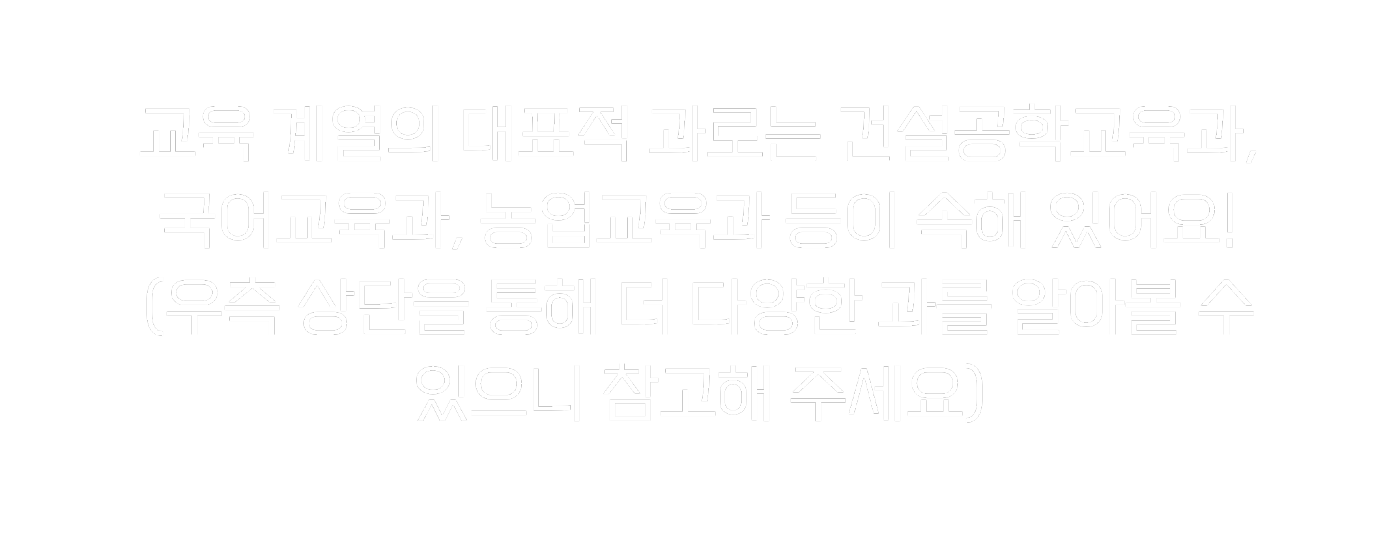 교육 계열의 대표적 과로는 건설공학교육과,
국어교육과, 농업교육과 등이 속해 있어요!
(우측 상단을 통해 더 다양한 과를 알아볼 수
있으니 참고해 주세요)